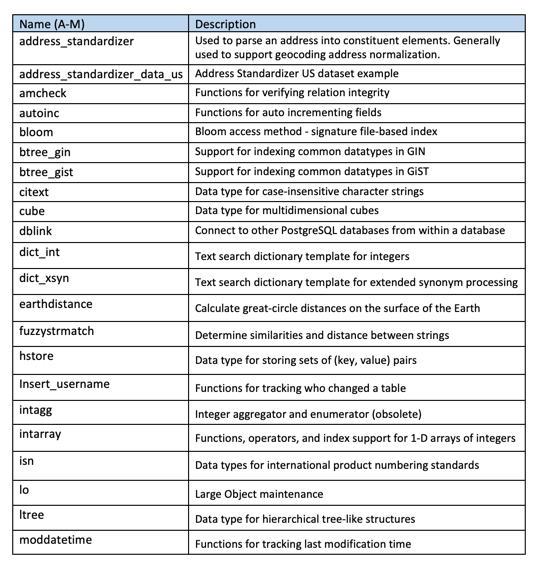 Name (A-M) Description
address_standardizer Used to parse an address into constituent elements. Generally
used to support geocoding address normalization.
address_standardizer_data_us Address Standardizer US dataset example
amcheck Functions for verifying relation integrity
autoinc Functions for auto incrementing fields
bloom Bloom access method - signature file-based index
btree_gin Support for indexing common datatypes in GIN
btree_gist Support for indexing common datatypes in GiST
citext Data type for case-insensitive character strings
cube Data type for multidimensional cubes
dblink Connect to other PostgreSQL databases from within a database
dict_int Text search dictionary template for integers
dict_xsyn Text search dictionary template for extended synonym processing
earthdistance Calculate great-circle distances on the surface of the Earth
fuzzystrmatch Determine similarities and distance between strings
hstore Data type for storing sets of (key, value) pairs
Insert_username Functions for tracking who changed a table
intagg Integer aggregator and enumerator (obsolete)
intarray Functions, operators, and index support for 1-D arrays of integers
isn Data types for international product numbering standards
lo Large Object maintenance
ltree Data type for hierarchical tree-like structures
moddatetime Functions for tracking last modification time